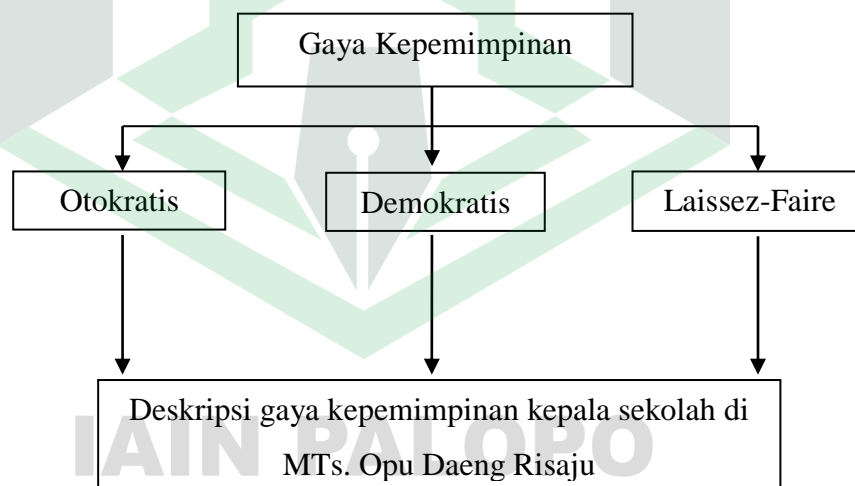 Gaya Kepemimpinan
Otokratis
Demokratis
Laissez-Faire
Deskripsi gaya kepemimpinan kepala sekolah di
MTs. Opu Daeng Risaju
IAIN PALOPO